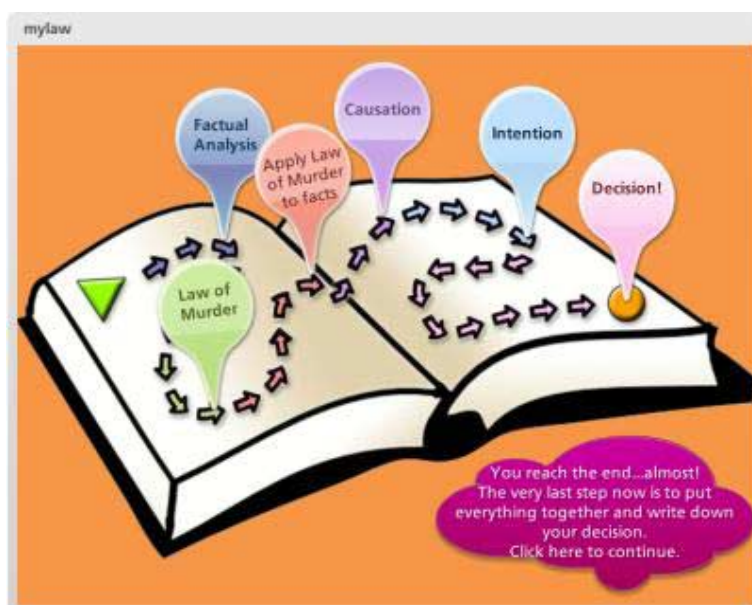 mylaw
Factual
Analysis
Law of
Murder
Apply Law
of Murder
to facts
Causation
Intention
Decision!
You reach the end...almost!
The very last step now is to put
everything together and write down
your decision.
Click here to continue.